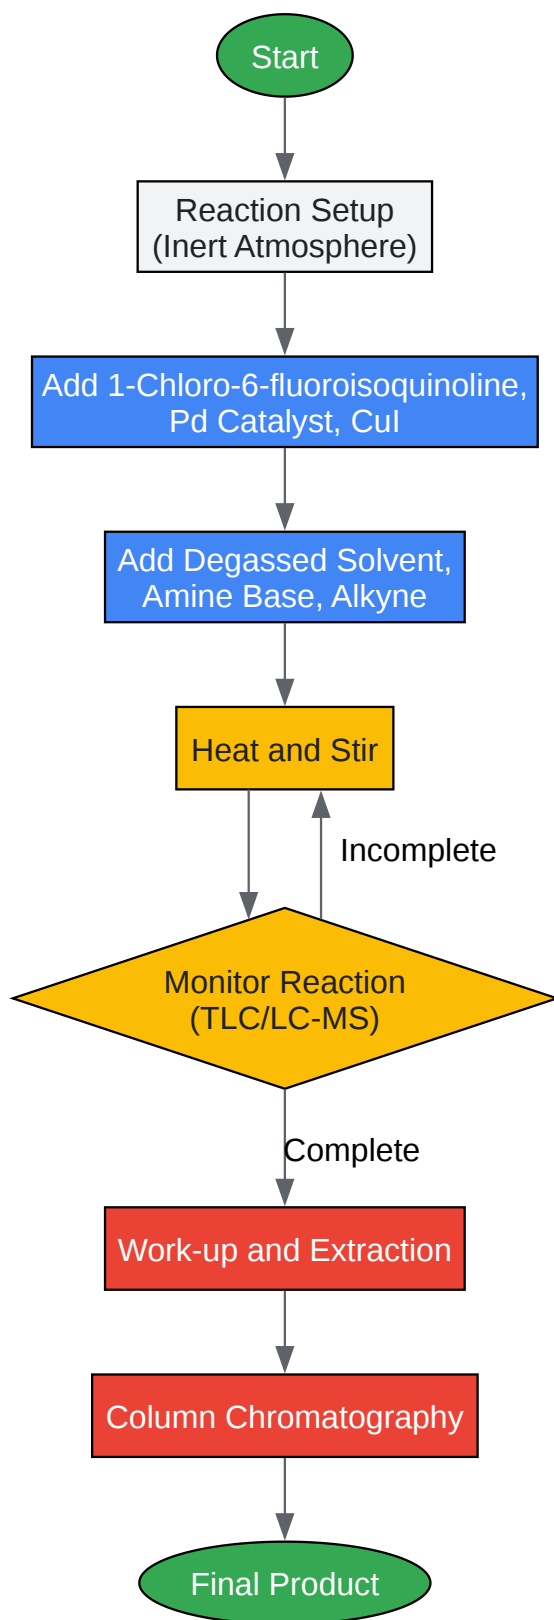 Start
Reaction Setup
(Inert Atmosphere)
Add 1-Chloro-6-fluoroisoquinoline,
Pd Catalyst, CuI
Add Degassed Solvent,
Amine Base, Alkyne
Heat and Stir
Incomplete
Monitor Reaction
(TLC/LC-MS)
Complete
Work-up and Extraction
Column Chromatography
Final Product